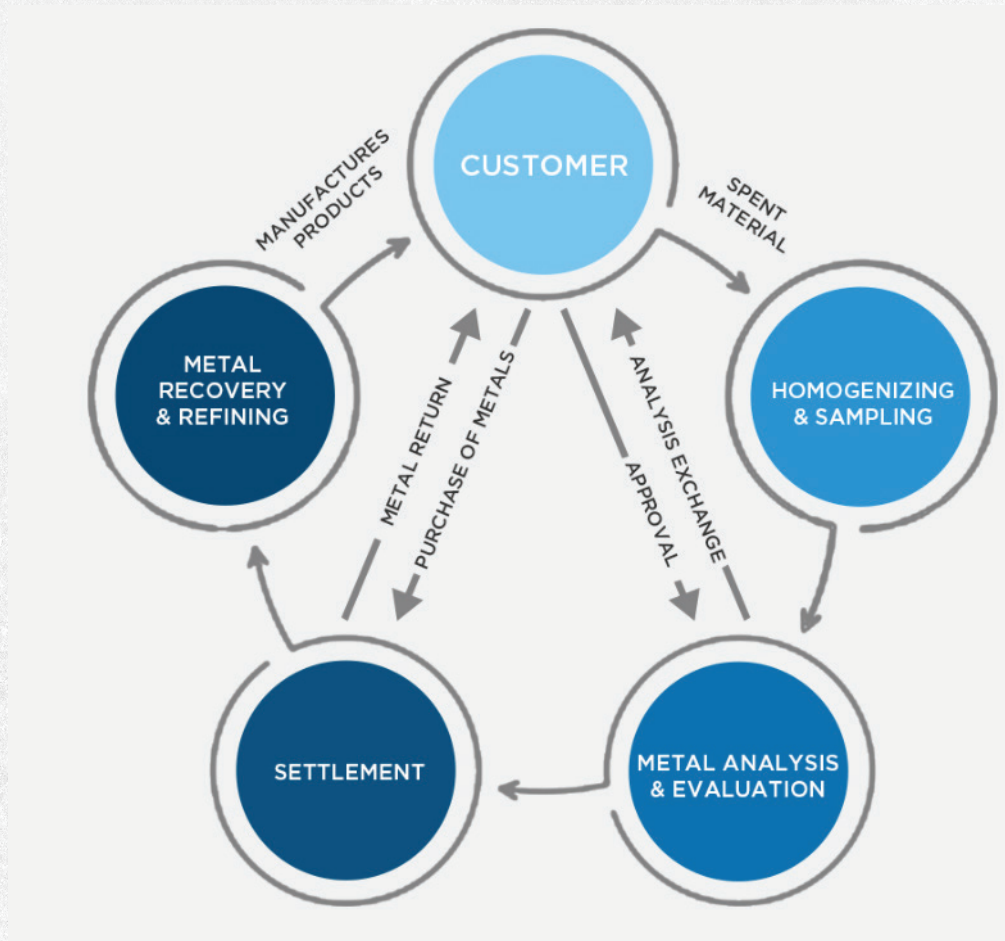 CUSTOMER
MANUFACTURES
PRODUCTS
SPENT
MATERIAL
METAL
RECOVERY
& REFINING
HOMOGENIZING
& SAMPLING
METAL RETURN
PURCHASE OF METALS
APPROVAL
ANALYSIS EXCHANGE
SETTLEMENT
METAL ANALYSIS
& EVALUATION